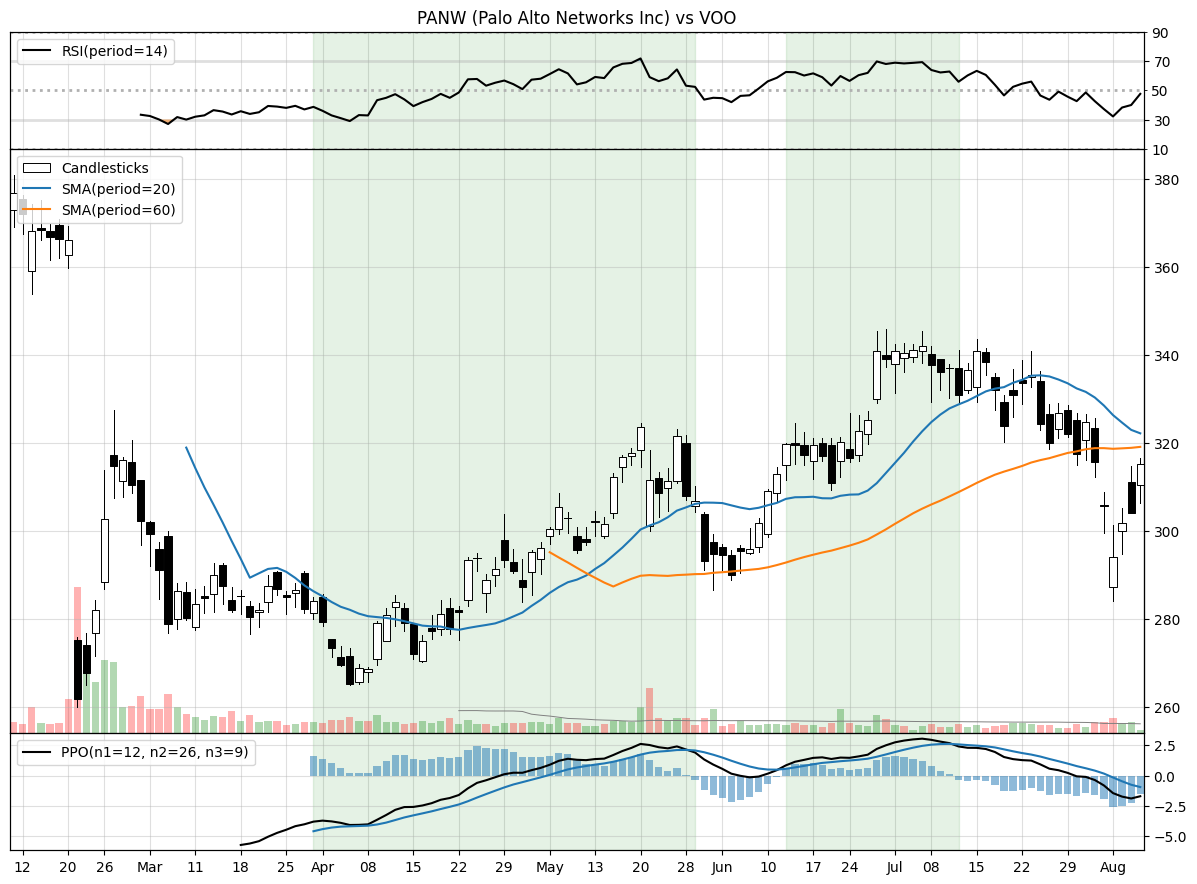 PANW (Palo Alto Networks Inc) vs VOO
RSI(period=14)
90
70
50
30
10
Candlesticks
SMA(period=20)
SMA(period=60)
380
360
340
320
300
280
260
PPO(n1=12, n2=26, n3=9)
2.5
0.0
−2.5
−5.0
12 20 26 Mar 11 18 25 Apr 08 15 22 29 May 13 20 28 Jun 10 17 24 Jul 08 15 22 29 Aug